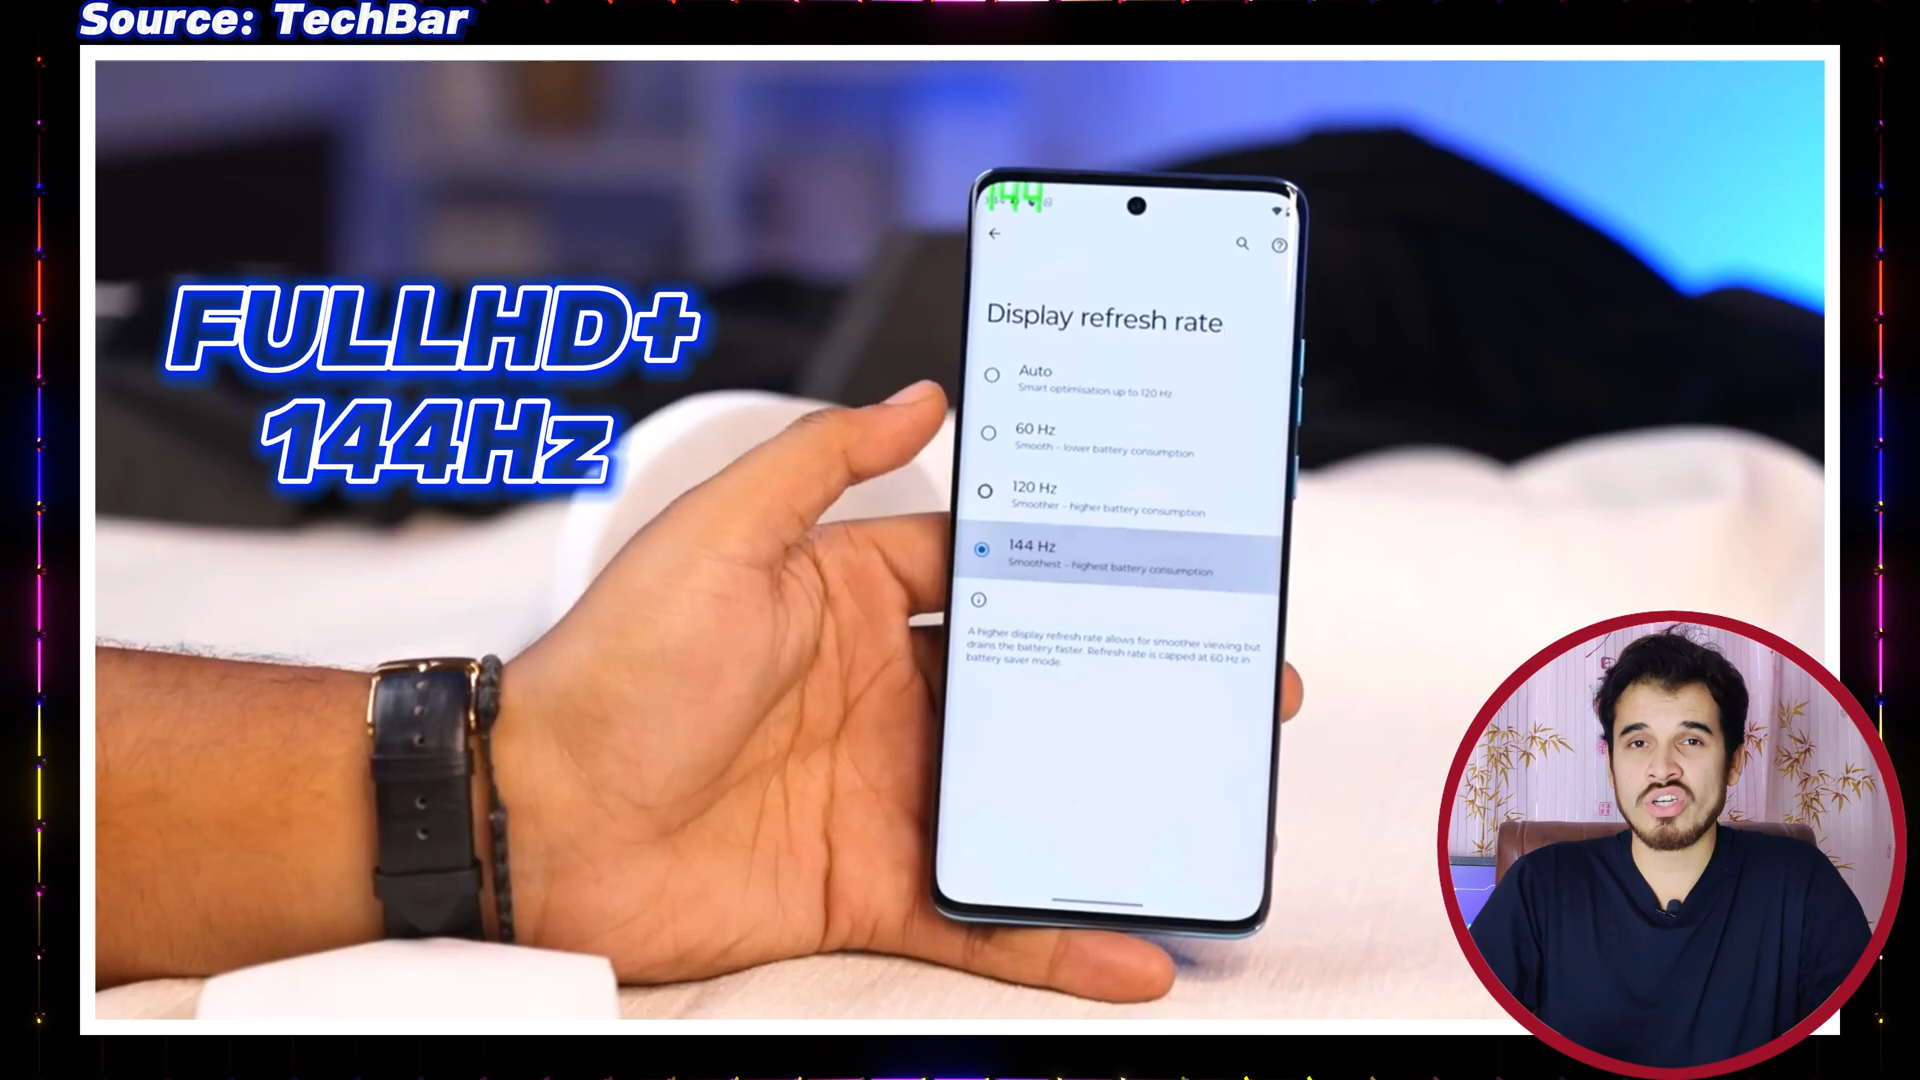 Source: TechBar
FULLHD+
144Hz
144
Display refresh rate
Auto
Smart optimisation up to 120 Hz
60 Hz
Smooth – lower battery consumption
120 Hz
Smoother – higher battery consumption
144 Hz
Smoothest – highest battery consumption
A higher display refresh rate allows for smoother viewing but
drains the battery faster. Refresh rate is capped at 60 Hz in
battery saver mode.